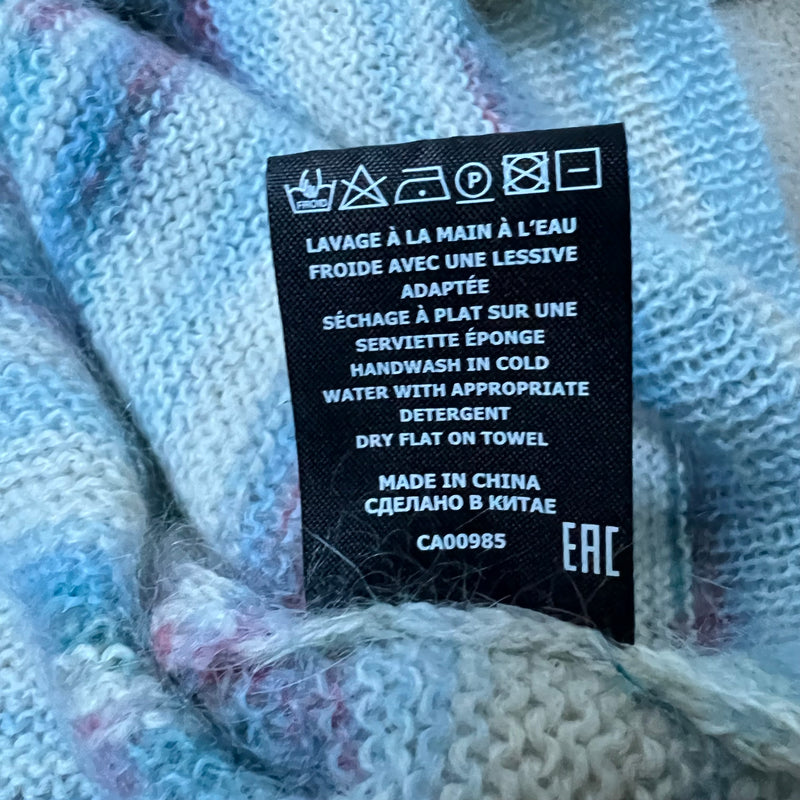 FROID
P
LAVAGE À LA MAIN À L'EAU
FROIDE AVEC UNE LESSIVE
ADAPTÉE
SÉCHAGE À PLAT SUR UNE
SERVIETTE ÉPONGE
HANDWASH IN COLD
WATER WITH APPROPRIATE
DETERGENT
DRY FLAT ON TOWEL
MADE IN CHINA
СДЕЛАНО В КИТАЕ
CA00985
EAC